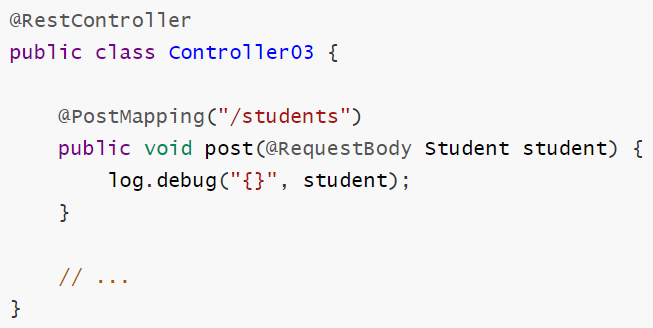 @RestController
public class Controller03 {
@PostMapping("/students")
public void post(@RequestBody Student student) {
log.debug("{}", student);
}
// ...
}